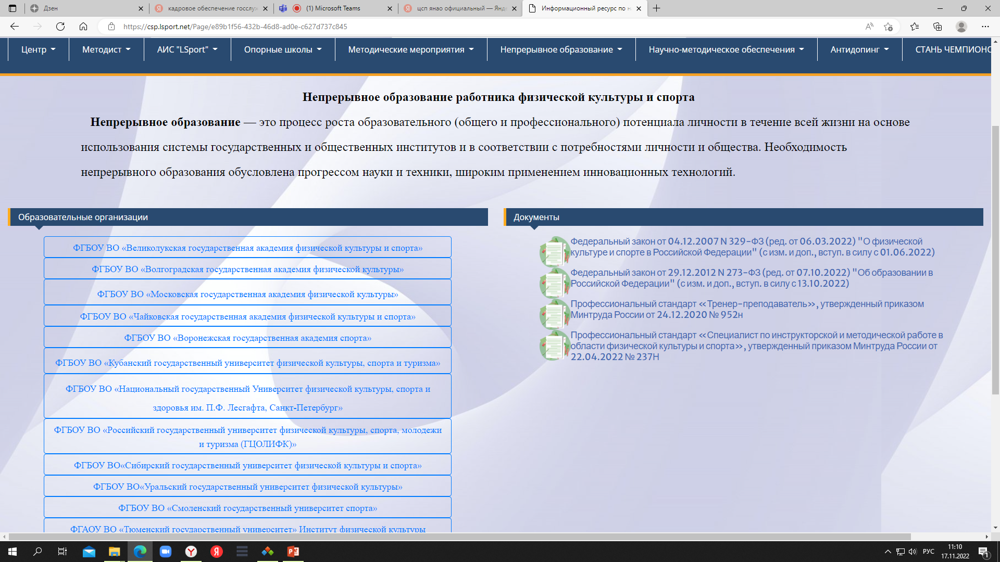 Дзен
кадровое обеспечение госслуж
(1) Microsoft Teams
цсп янао официальный — Янде
Информационный ресурс по н
https://csp.lsport.net/Page/e89b1f56-432b-46d8-ad0e-c627d737c845
Центр
Методист
АИС "LSport"
Опорные школы
Методические мероприятия
Непрерывное образование
Научно-методическое обеспечения
Антидопинг
СТАНЬ ЧЕМПИОНО
Непрерывное образование работника физической культуры и спорта
Непрерывное образование — это процесс роста образовательного (общего и профессионального) потенциала личности в течение всей жизни на основе
использования системы государственных и общественных институтов и в соответствии с потребностями личности и общества. Необходимость
непрерывного образования обусловлена прогрессом науки и техники, широким применением инновационных технологий.
Образовательные организации
ФГБОУ ВО «Великолукская государственная академия физической культуры и спорта»
ФГБОУ ВО «Волгоградская государственная академия физической культуры»
ФГБОУ ВО «Московская государственная академия физической культуры»
ФГБОУ ВО «Чайковская государственная академия физической культуры и спорта»
ФГБОУ ВО «Воронежская государственная академия спорта»
ФГБОУ ВО «Кубанский государственный университет физической культуры, спорта и туризма»
ФГБОУ ВО «Национальный государственный Университет физической культуры, спорта и
здоровья им. П.Ф. Лесгафта, Санкт-Петербург»
ФГБОУ ВО «Российский государственный университет физической культуры, спорта, молодежи
и туризма (ГЦОЛИФК)»
ФГБОУ ВО«Сибирский государственный университет физической культуры и спорта»
ФГБОУ ВО«Уральский государственный университет физической культуры»
ФГБОУ ВО «Смоленский государственный университет спорта»
ФГАОУ ВО «Тюменский государственный университет» Институт физической культуры
Документы
Федеральный закон от 04.12.2007 N 329-ФЗ (ред. от 06.03.2022) "О физической
культуре и спорте в Российской Федерации" (с изм. и доп., вступ. в силу с 01.06.2022)
Федеральный закон от 29.12.2012 N 273-ФЗ (ред. от 07.10.2022) "Об образовании в
Российской Федерации" (с изм. и доп., вступ. в силу с 13.10.2022)
Профессиональный стандарт «Тренер-преподаватель», утвержденный приказом
Минтруда России от 24.12.2020 № 952н
Профессиональный стандарт «Специалист по инструкторской и методической работе в
области физической культуры и спорта», утвержденный приказом Минтруда России от
22.04.2022 № 237Н
РУС
11:10
17.11.2022
1